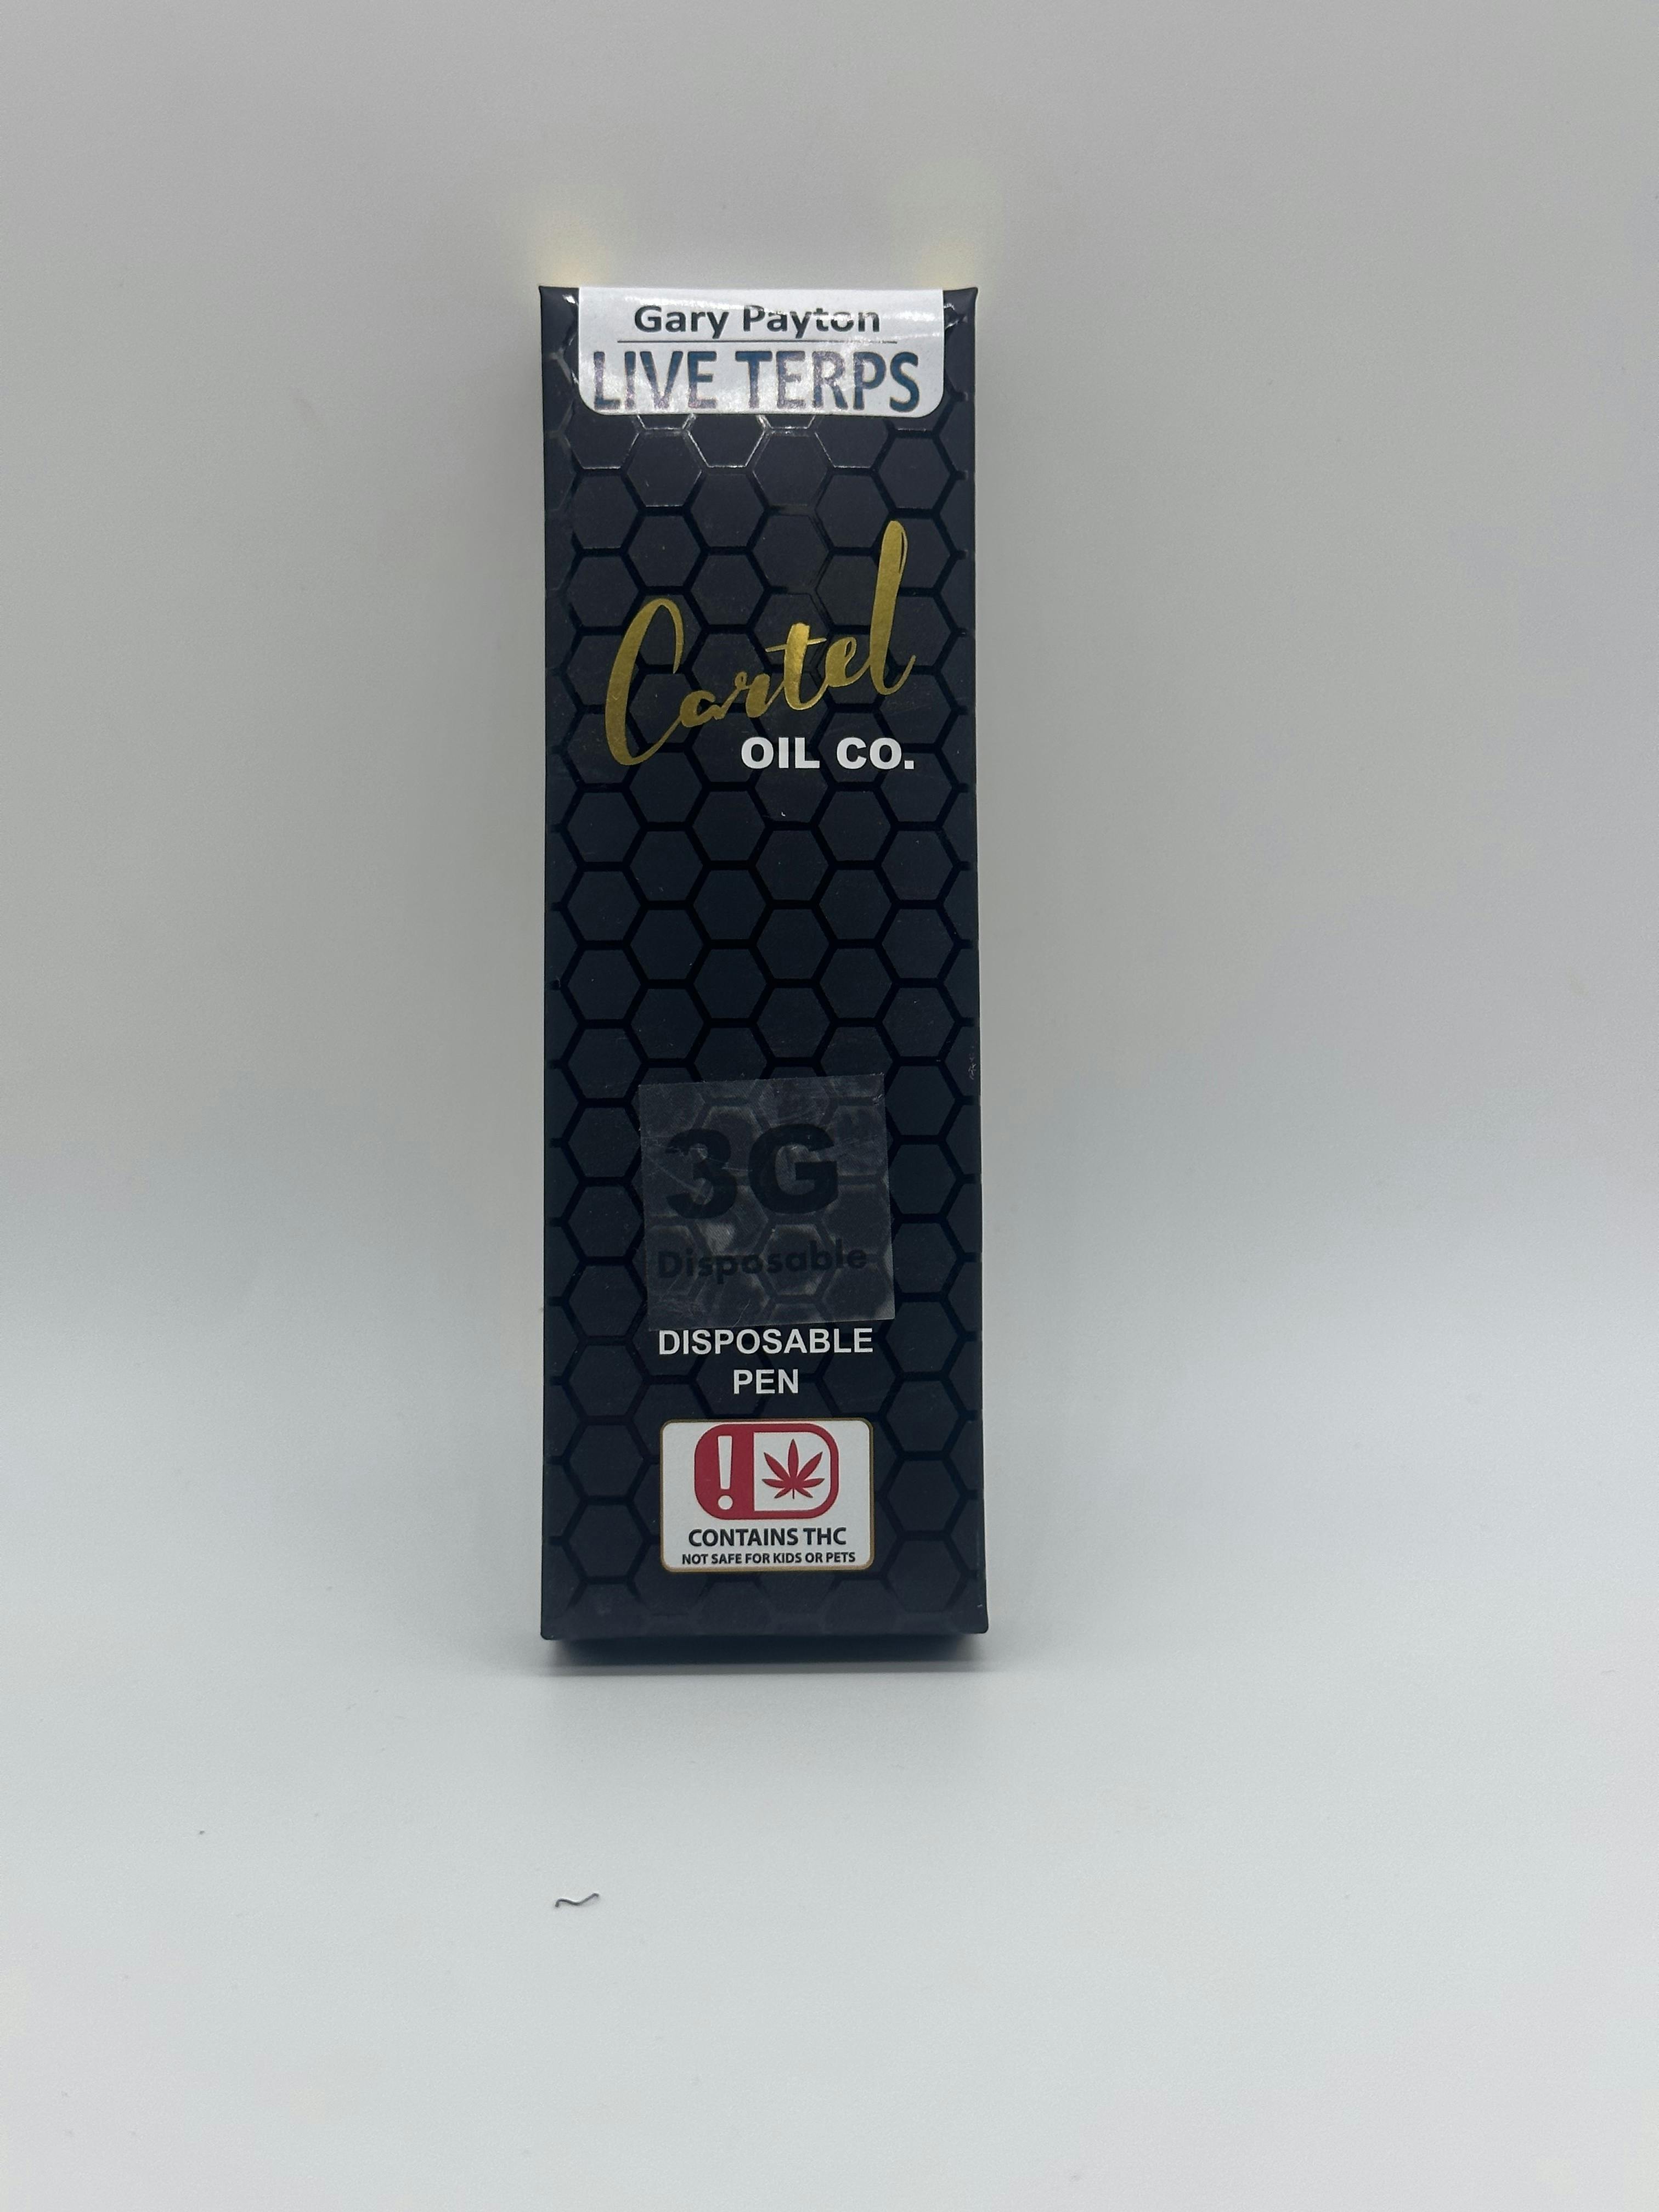 Gary Payton
LIVE TERPS
Cartel
OIL CO.
3G
Disposable
DISPOSABLE
PEN
!
CONTAINS THC
NOT SAFE FOR KIDS OR PETS